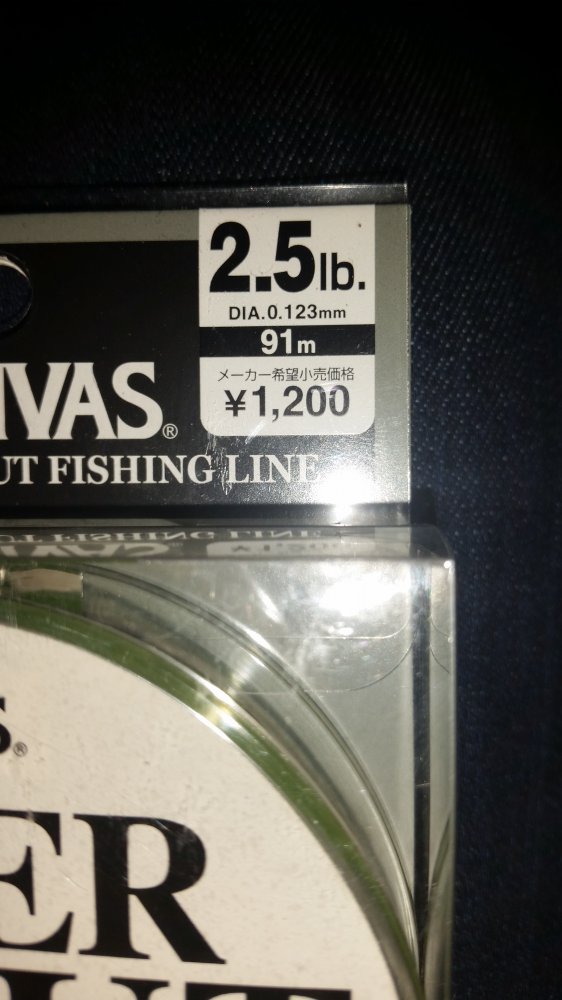 2.5lb.
DIA.0.123mm
91m
メーカー希望小売価格
¥1,200
IVAS®
UT FISHING LINE
S®
ER